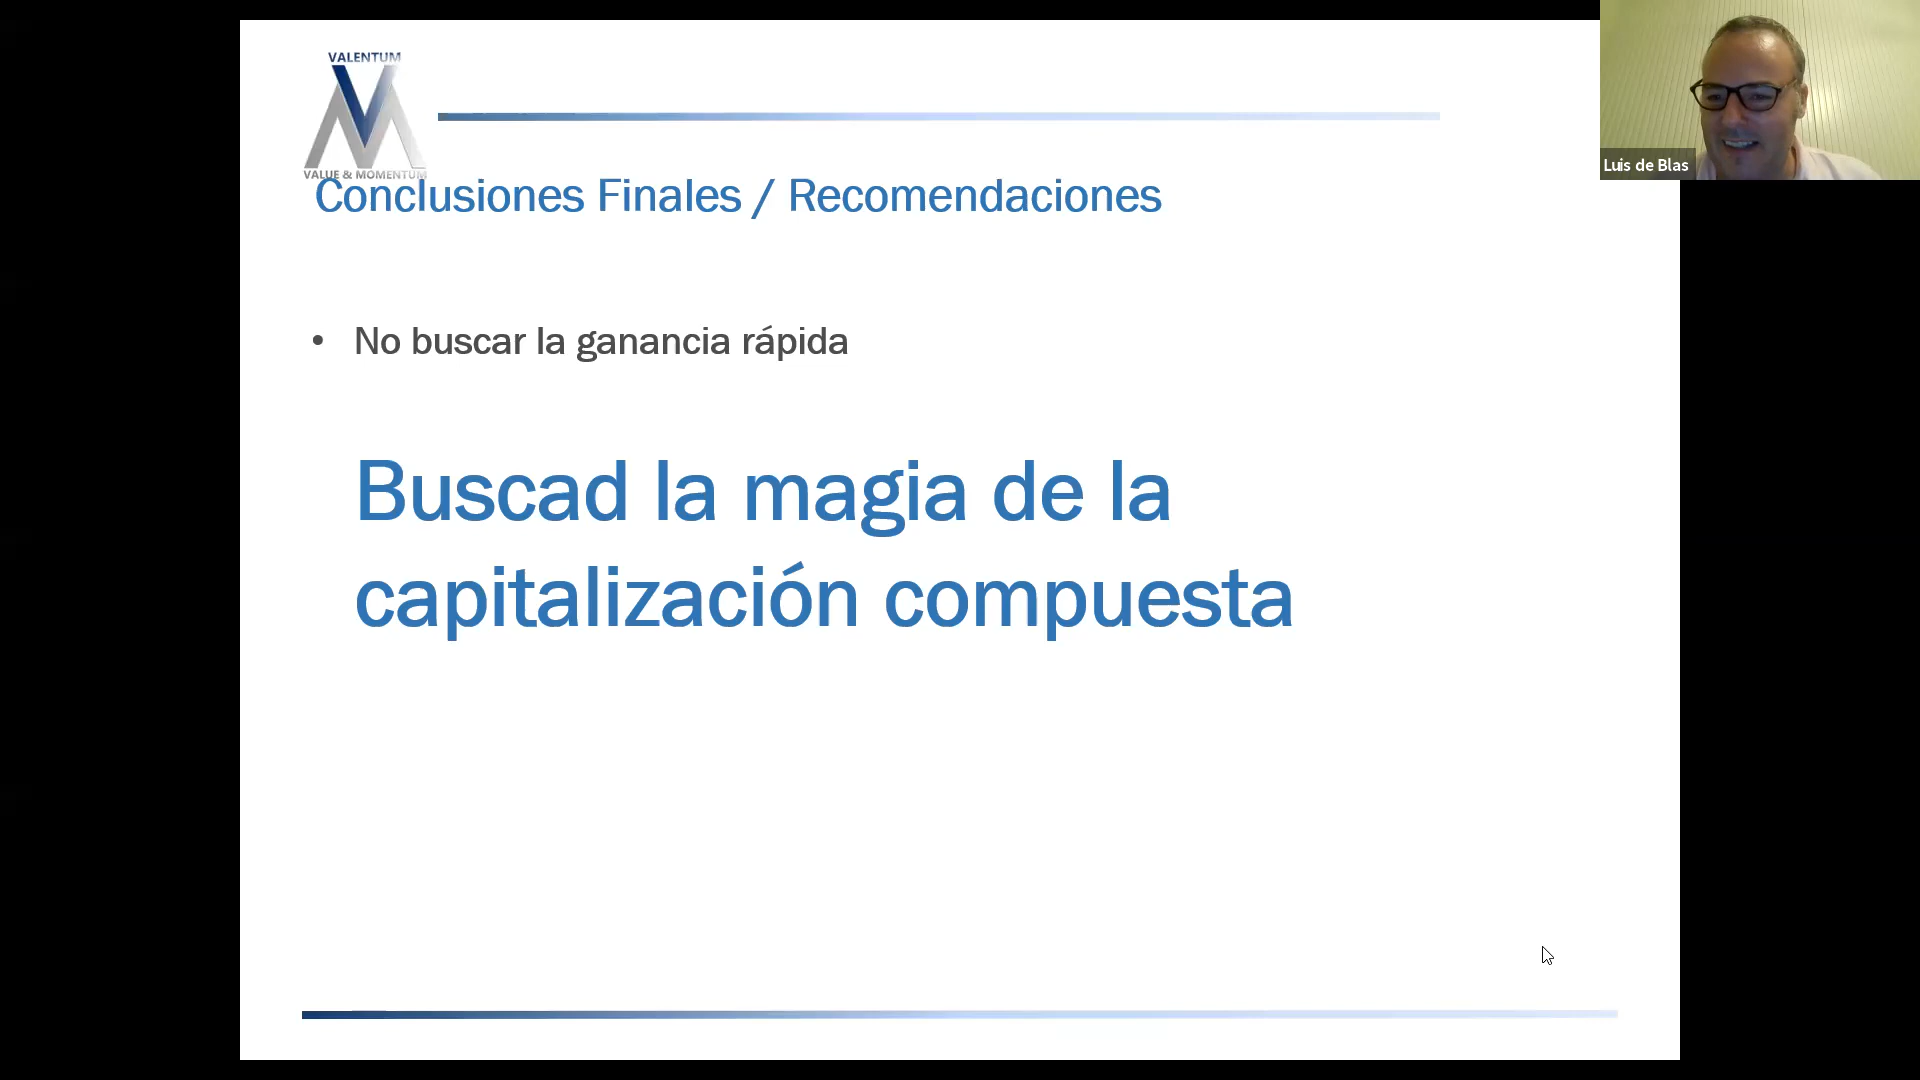 VALENTUM
VALUE & MOMENTUM
Conclusiones Finales / Recomendaciones
• No buscar la ganancia rápida
Buscad la magia de la
capitalización compuesta
Luis de Blas